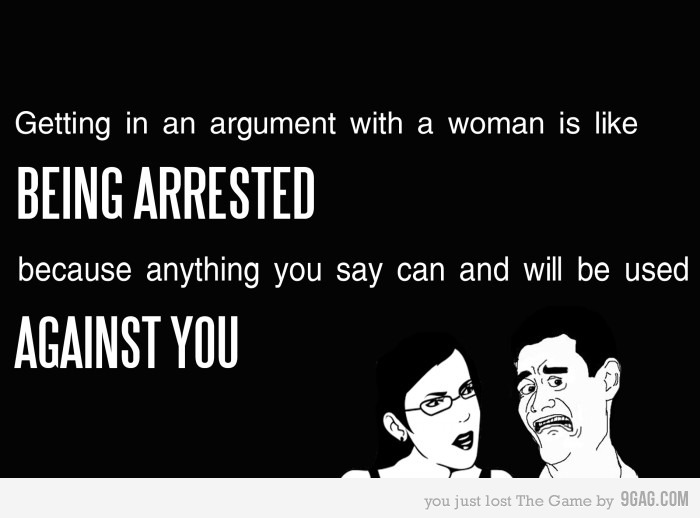 Getting in an argument with a woman is like
BEING ARRESTED
because anything you say can and will be used
AGAINST YOU
you just lost The Game by 9GAG.COM